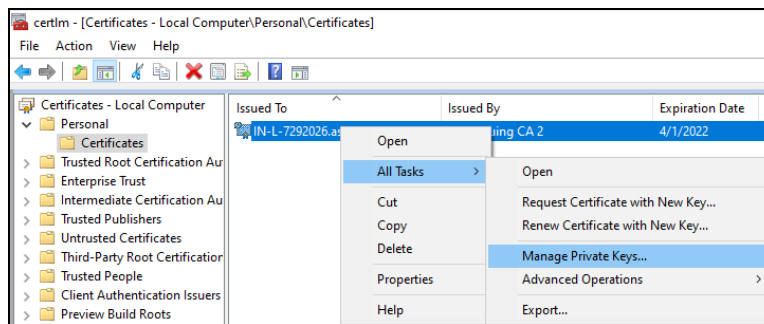 certlm - [Certificates - Local Computer\Personal\Certificates]
File Action View Help
Certificates - Local Computer
Personal
Certificates
Trusted Root Certification Au
Enterprise Trust
Intermediate Certification Au
Trusted Publishers
Untrusted Certificates
Third-Party Root Certification
Trusted People
Client Authentication Issuers
Preview Build Roots
Issued To Issued By Expiration Date
IN-L-7292026.as uing CA 2 4/1/2022
Open
All Tasks
Cut
Copy
Delete
Properties
Help
Open
Request Certificate with New Key...
Renew Certificate with New Key...
Manage Private Keys...
Advanced Operations
Export...